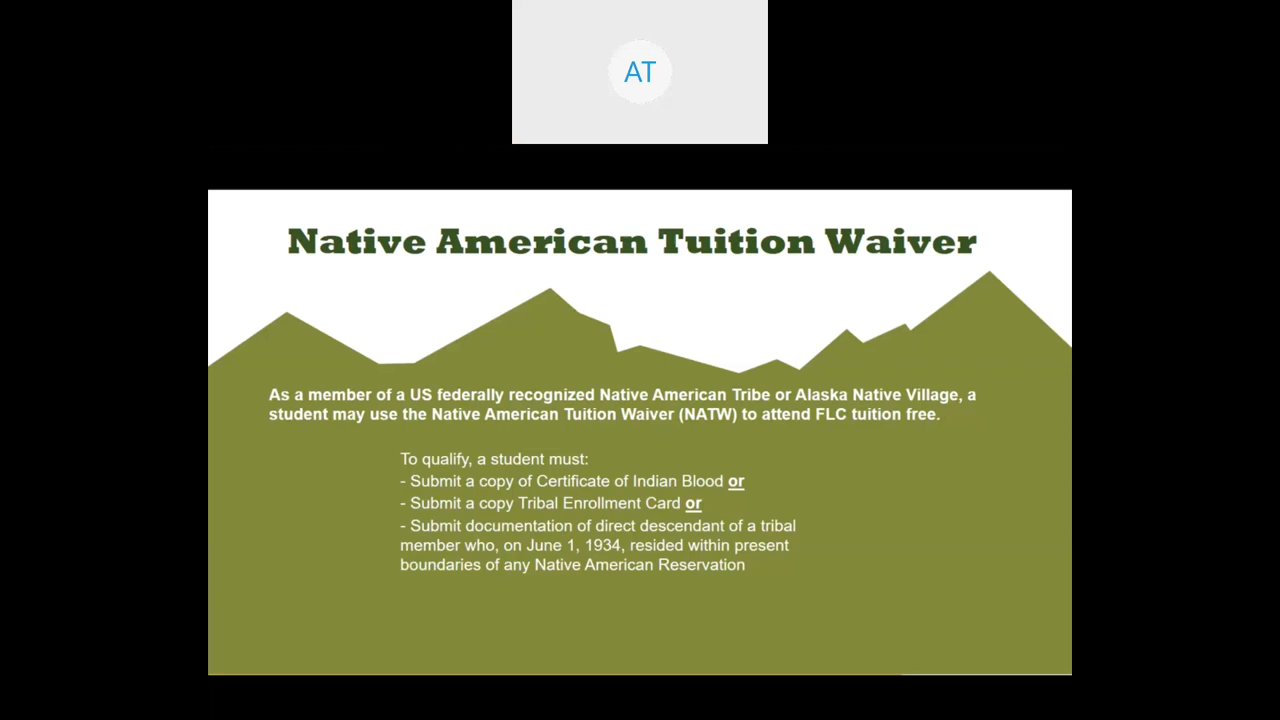 AT
Native American Tuition Waiver
As a member of a US federally recognized Native American Tribe or Alaska Native Village, a
student may use the Native American Tuition Waiver (NATW) to attend FLC tuition free.
To qualify, a student must:
- Submit a copy of Certificate of Indian Blood or
- Submit a copy Tribal Enrollment Card or
- Submit documentation of direct descendant of a tribal
member who, on June 1, 1934, resided within present
boundaries of any Native American Reservation